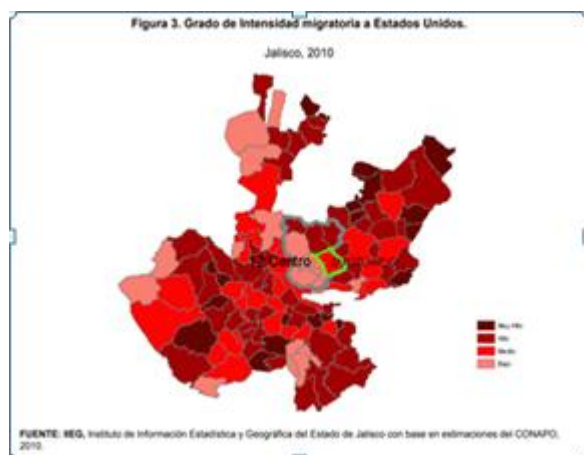 Figura 3. Grado de Intensidad migratoria a Estados Unidos.
Jalisco, 2010
12 Centro
Muy Alto
Alto
Medio
Bajo
FUENTE: IIEG, Instituto de Información Estadística y Geográfica del Estado de Jalisco con base en estimaciones del CONAPO,
2010.